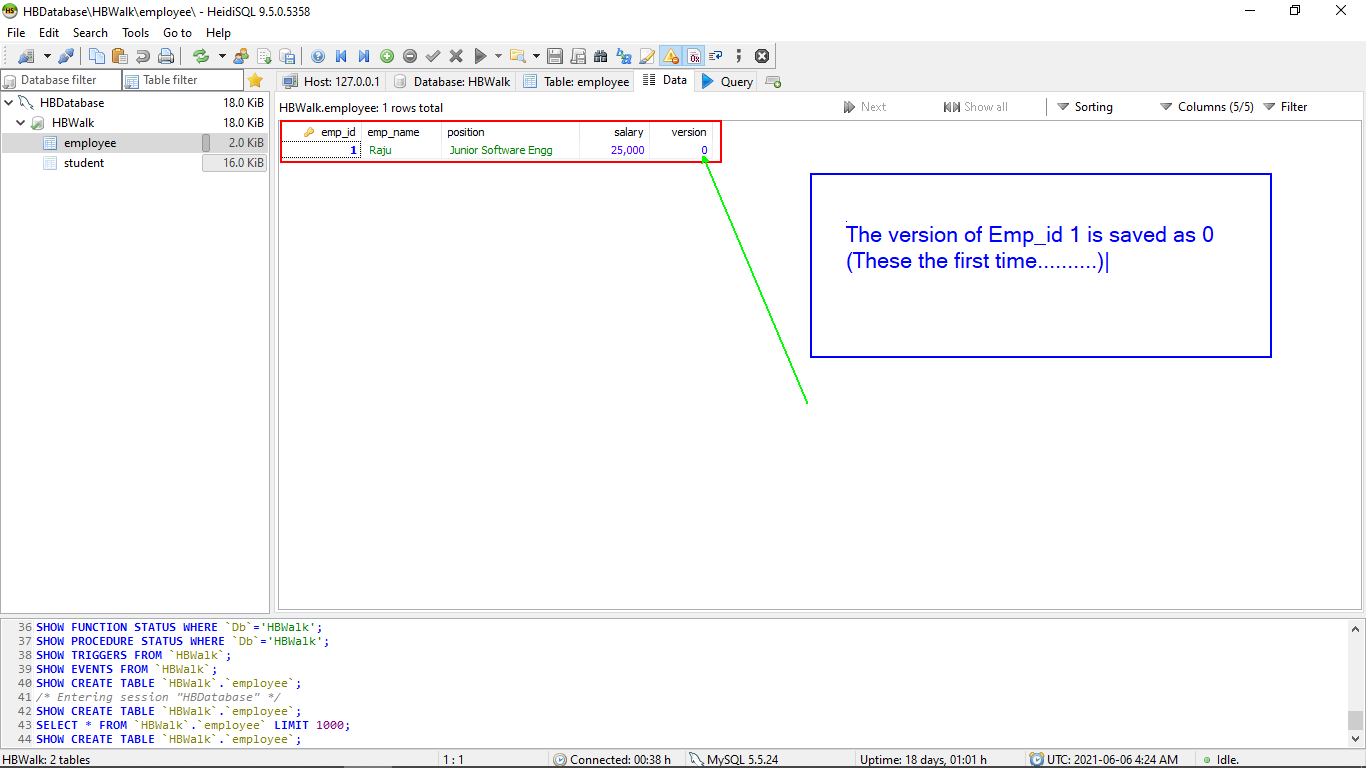 HBDatabase\HBWalk\employee\ - HeidiSQL 9.5.0.5358
File Edit Search Tools Go to Help
Database filter Table filter Host: 127.0.0.1 Database: HBWalk Table: employee Data Query
HBDatabase 18.0 KiB
HBWalk 18.0 KiB
employee 2.0 KiB
student 16.0 KiB
HBWalk.employee: 1 rows total Next Show all Sorting Columns (5/5) Filter
emp_id emp_name position salary version
1 Raju Junior Software Engg 25,000 0
The version of Emp_id 1 is saved as 0
(These the first time..........)|
36 SHOW FUNCTION STATUS WHERE `Db`='HBWalk';
37 SHOW PROCEDURE STATUS WHERE `Db`='HBWalk';
38 SHOW TRIGGERS FROM `HBWalk`;
39 SHOW EVENTS FROM `HBWalk`;
40 SHOW CREATE TABLE `HBWalk`.`employee`;
41 /* Entering session "HBDatabase" */
42 SHOW CREATE TABLE `HBWalk`.`employee`;
43 SELECT * FROM `HBWalk`.`employee` LIMIT 1000;
44 SHOW CREATE TABLE `HBWalk`.`employee`;
HBWalk: 2 tables 1 : 1 Connected: 00:38 h MySQL 5.5.24 Uptime: 18 days, 01:01 h UTC: 2021-06-06 4:24 AM Idle.